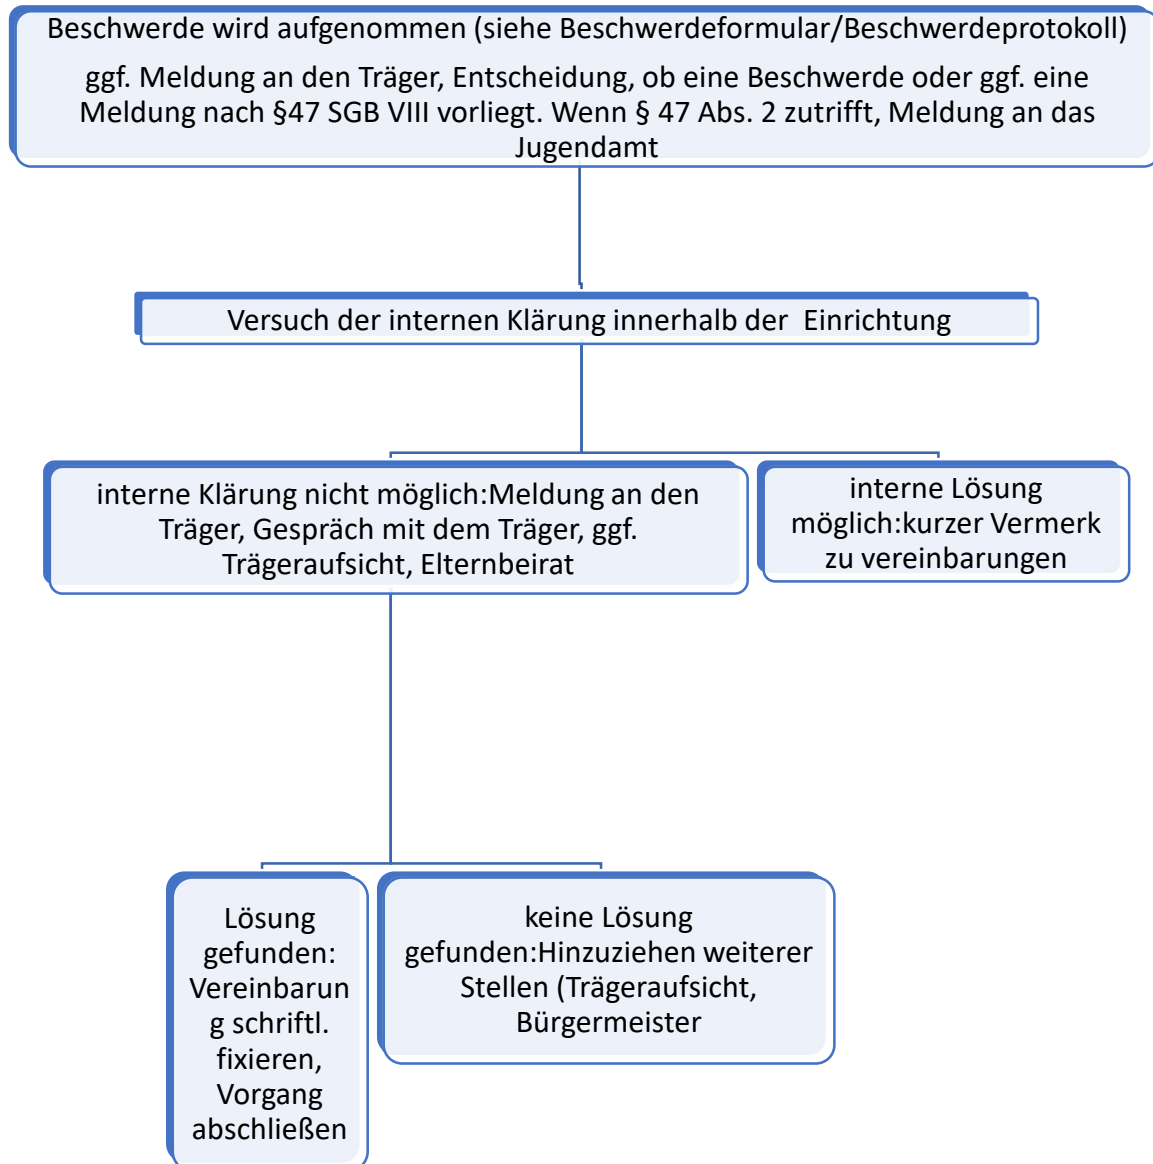 Beschwerde wird aufgenommen (siehe Beschwerdeformular/Beschwerdeprotokoll)
ggf. Meldung an den Träger, Entscheidung, ob eine Beschwerde oder ggf. eine
Meldung nach §47 SGB VIII vorliegt. Wenn § 47 Abs. 2 zutrifft, Meldung an das
Jugendamt
Versuch der internen Klärung innerhalb der  Einrichtung
interne Klärung nicht möglich:Meldung an den
Träger, Gespräch mit dem Träger, ggf.
Trägeraufsicht, Elternbeirat
interne Lösung
möglich:kurzer Vermerk
zu vereinbarungen
Lösung
gefunden:
Vereinbarun
g schriftl.
fixieren,
Vorgang
abschließen
keine Lösung
gefunden:Hinzuziehen weiterer
Stellen (Trägeraufsicht,
Bürgermeister